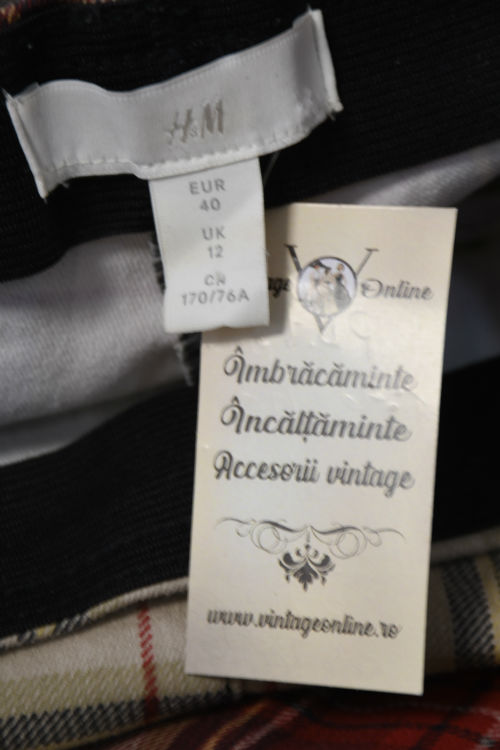 H&M
EUR
40
UK
12
CN
170/76A
Online
Îmbrăcăminte
Încălțăminte
Accesorii vintage
www.vintageonline.ro